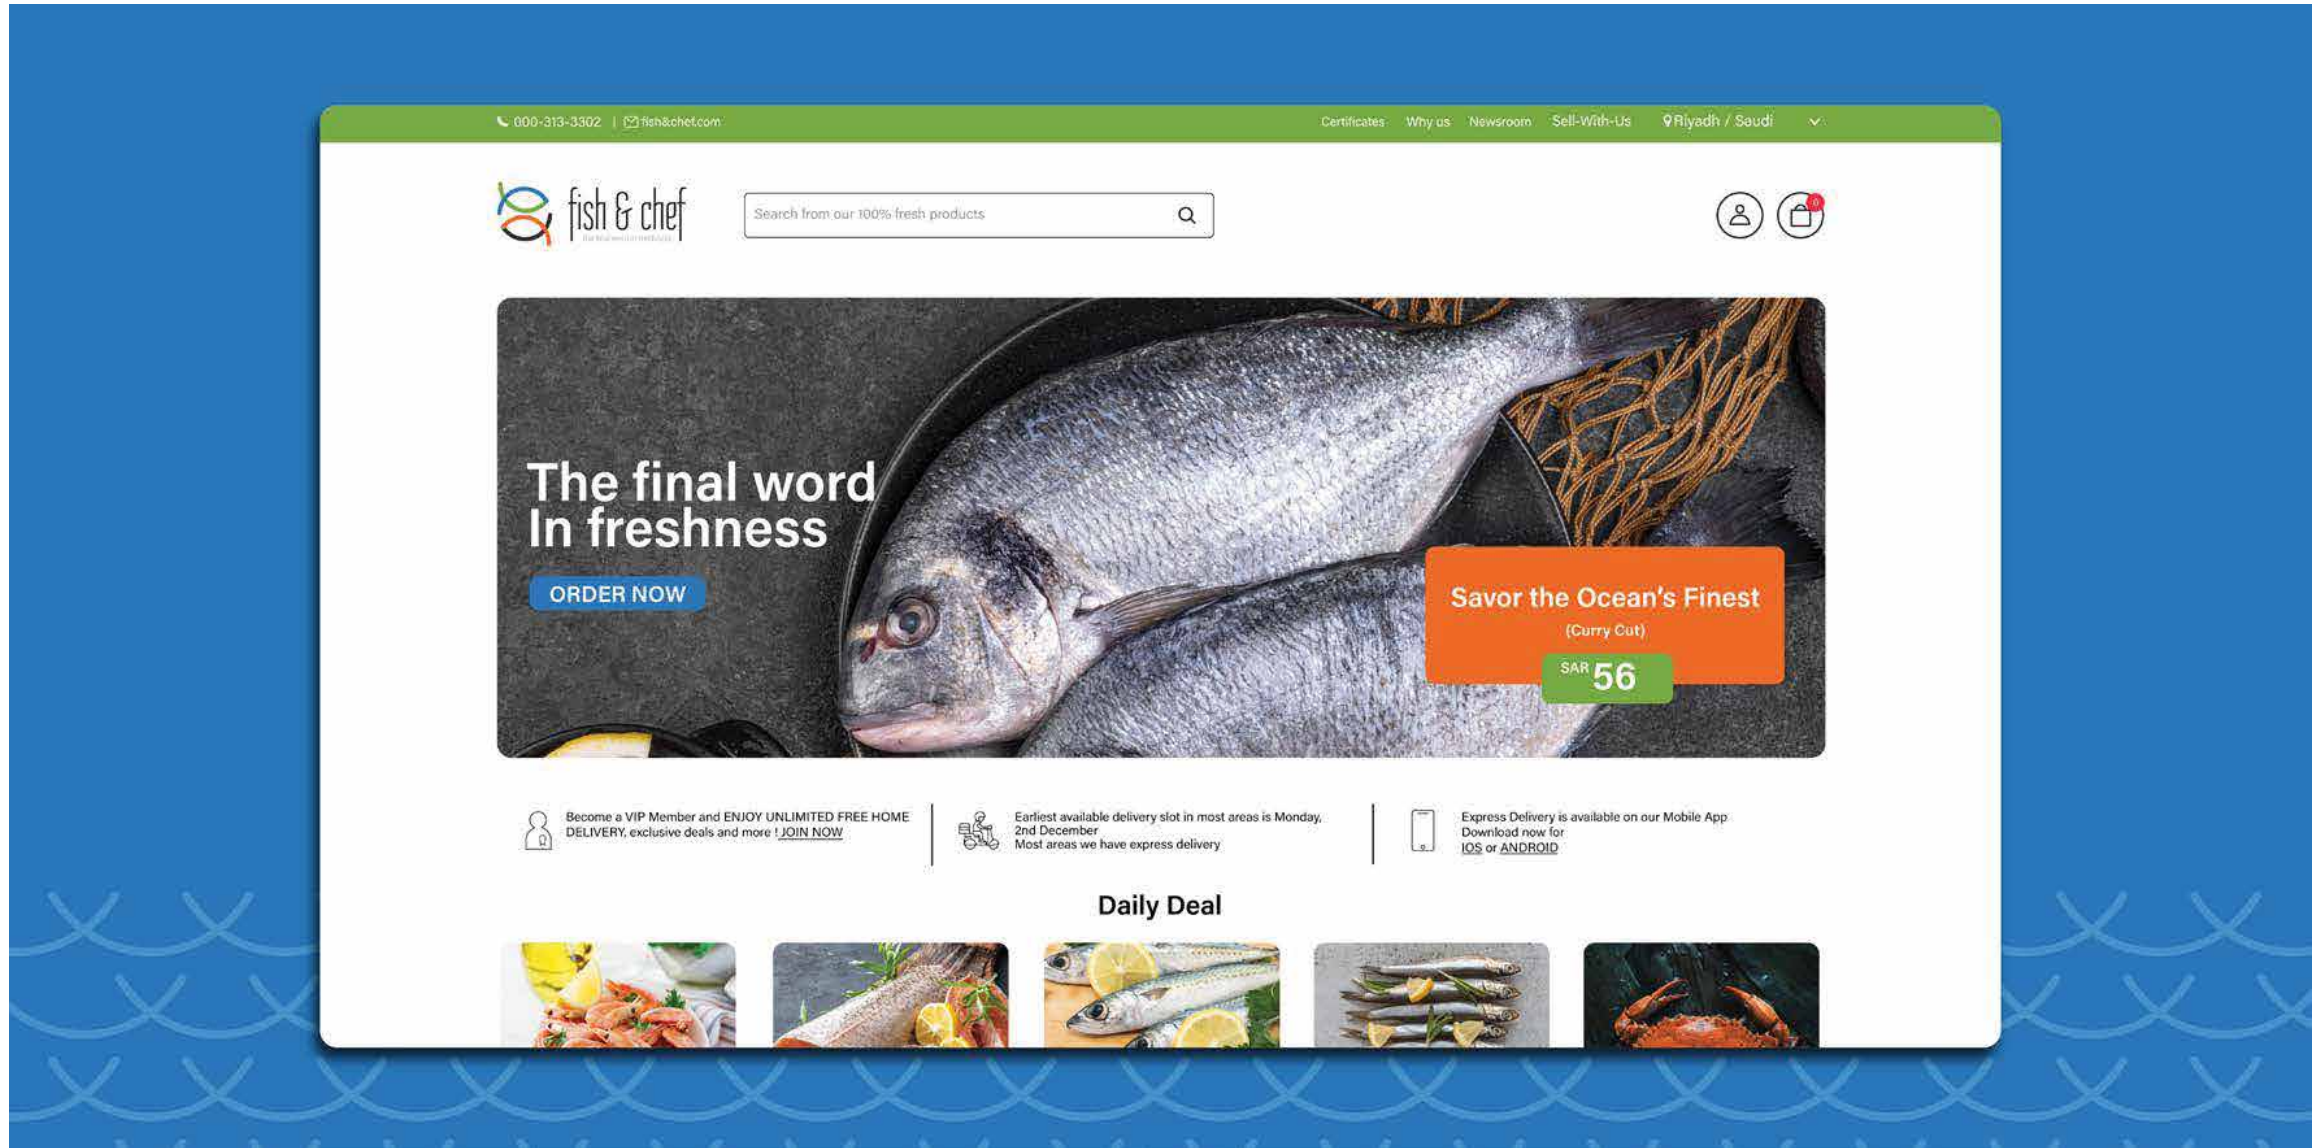 000-313-3302 | fish&chef.com
Certificates Why us Newsroom Sell-With-Us Riyadh / Saudi
fish & chef
Search from our 100% fresh products
0
The final word
In freshness
ORDER NOW
Savor the Ocean's Finest
(Curry Cut)
SAR 56
Become a VIP Member and ENJOY UNLIMITED FREE HOME
DELIVERY, exclusive deals and more ! JOIN NOW
Earliest available delivery slot in most areas is Monday,
2nd December
Most areas we have express delivery
Express Delivery is available on our Mobile App
Download now for
IOS or ANDROID
Daily Deal